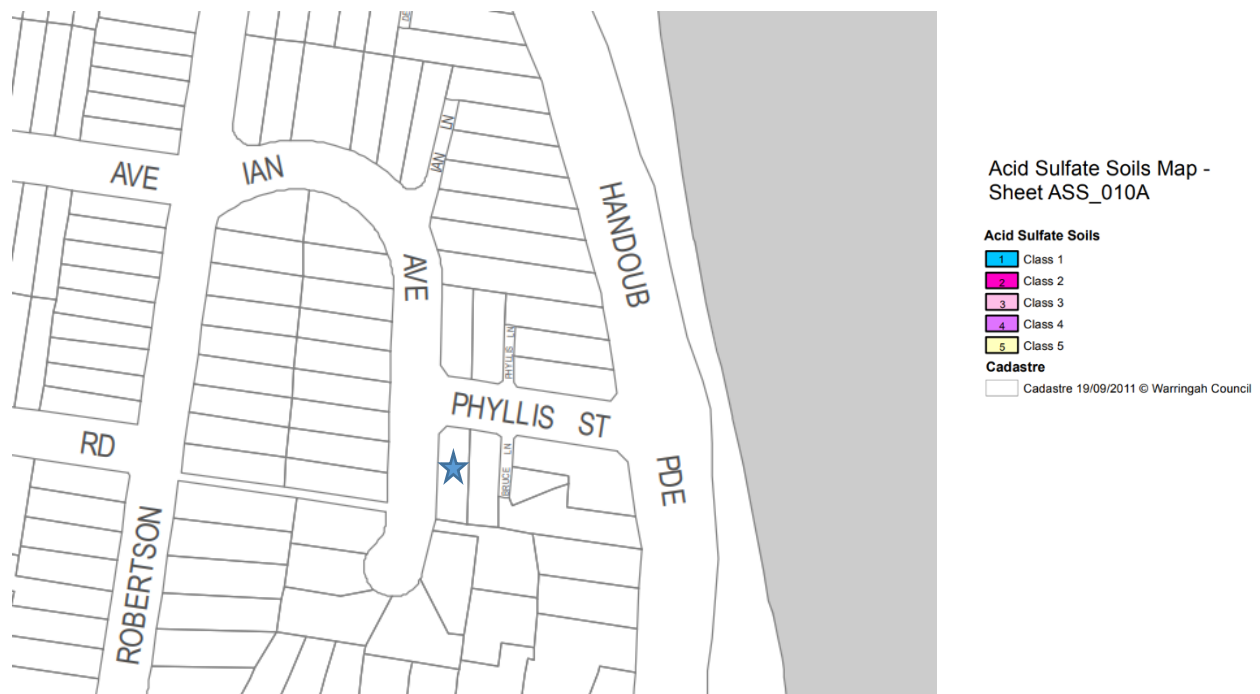 DE
IAN LN
AVE
IAN
HANDOUB
AVE
PHYLLIS LN
PHYLLIS ST
RD
BRUCE LN
PDE
ROBERTSON
Acid Sulfate Soils Map -
Sheet ASS_010A
Acid Sulfate Soils
1 Class 1
2 Class 2
3 Class 3
4 Class 4
5 Class 5
Cadastre
Cadastre 19/09/2011 © Warringah Council